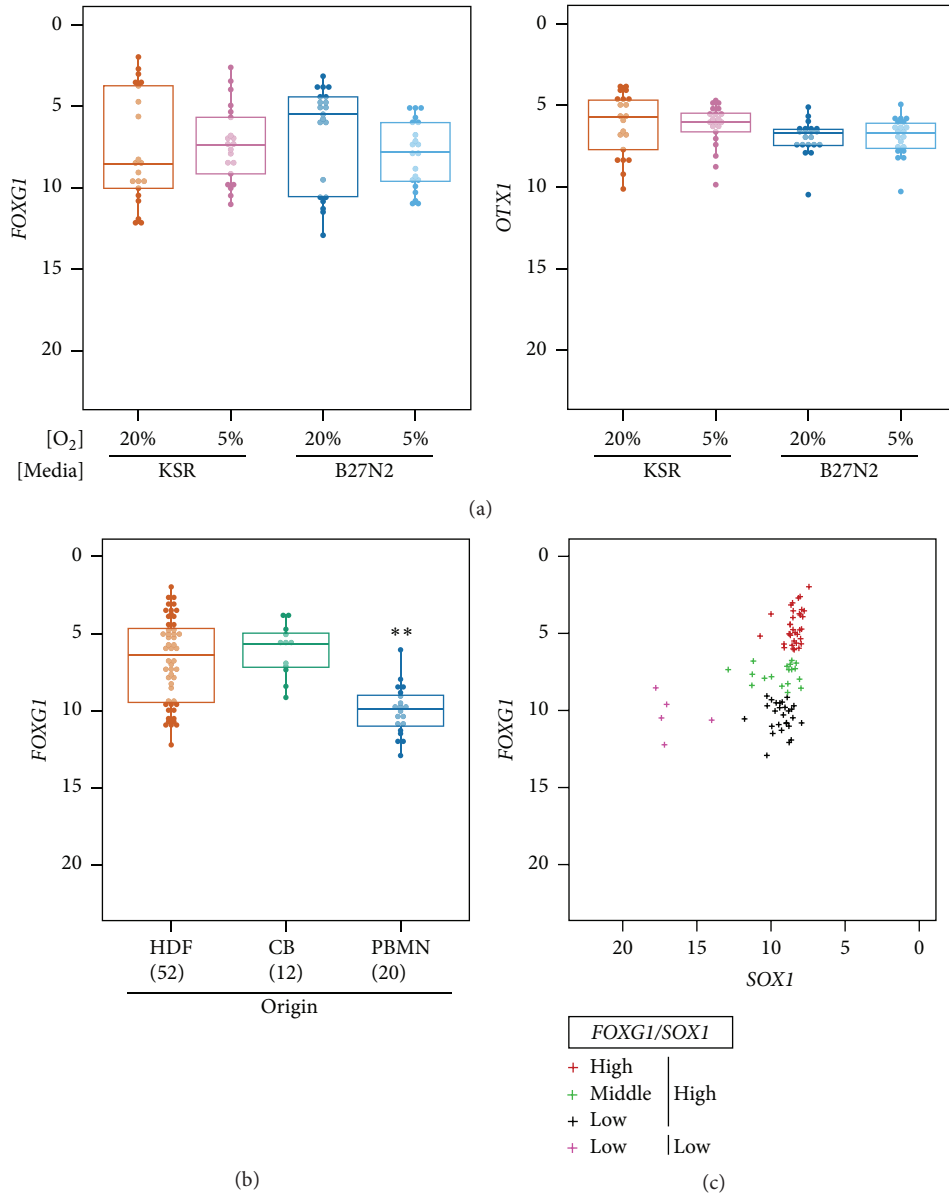 0
5
10
15
20
FOXG1
[O2]
20%
5%
20%
5%
[Media]
KSR
B27N2
0
5
10
15
20
OTX1
20%
5%
20%
5%
KSR
B27N2
(a)
0
5
10
15
20
FOXG1
**
HDF
CB
PBMN
(52)
(12)
(20)
Origin
(b)
0
5
10
15
20
FOXG1
20
15
10
5
0
SOX1
FOXG1/SOX1
+ High
+ Middle
+ Low
High
+ Low
Low
(c)